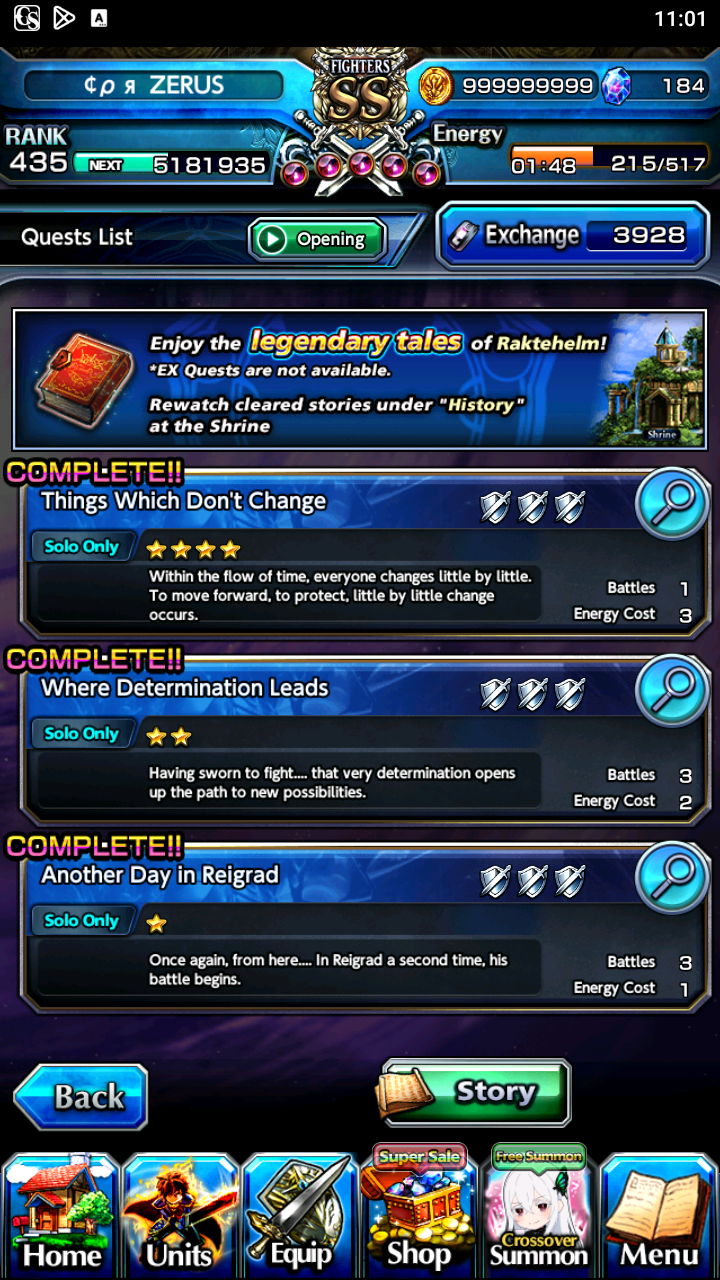 11:01
A
¢ρ я ZERUS
FIGHTERS
SS
999999999
184
RANK
435
NEXT
5181935
Energy
01:48
215/517
Quests List
Opening
Exchange
3928
Enjoy the legendary tales of Raktehelm!
*EX Quests are not available.
Rewatch cleared stories under "History"
at the Shrine
Shrine
COMPLETE!!
Things Which Don't Change
Solo Only
Within the flow of time, everyone changes little by little.
To move forward, to protect, little by little change
occurs.
Battles 1
Energy Cost 3
COMPLETE!!
Where Determination Leads
Solo Only
Having sworn to fight.... that very determination opens
up the path to new possibilities.
Battles 3
Energy Cost 2
COMPLETE!!
Another Day in Reigrad
Solo Only
Once again, from here.... In Reigrad a second time, his
battle begins.
Battles 3
Energy Cost 1
Back
Story
Home
Units
Equip
Super Sale
Shop
Free Summon
Crossover
Summon
Menu